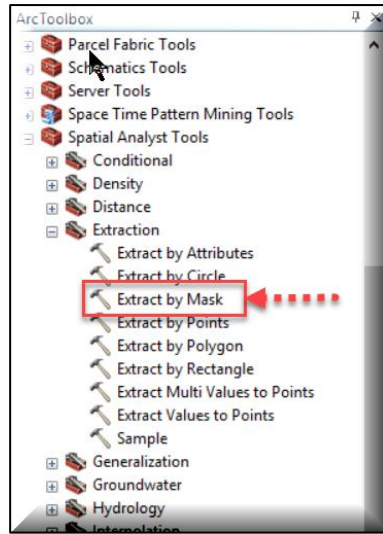 ArcToolbox
Parcel Fabric Tools
Schematics Tools
Server Tools
Space Time Pattern Mining Tools
Spatial Analyst Tools
Conditional
Density
Distance
Extraction
Extract by Attributes
Extract by Circle
Extract by Mask
Extract by Points
Extract by Polygon
Extract by Rectangle
Extract Multi Values to Points
Extract Values to Points
Sample
Generalization
Groundwater
Hydrology
Interpolation